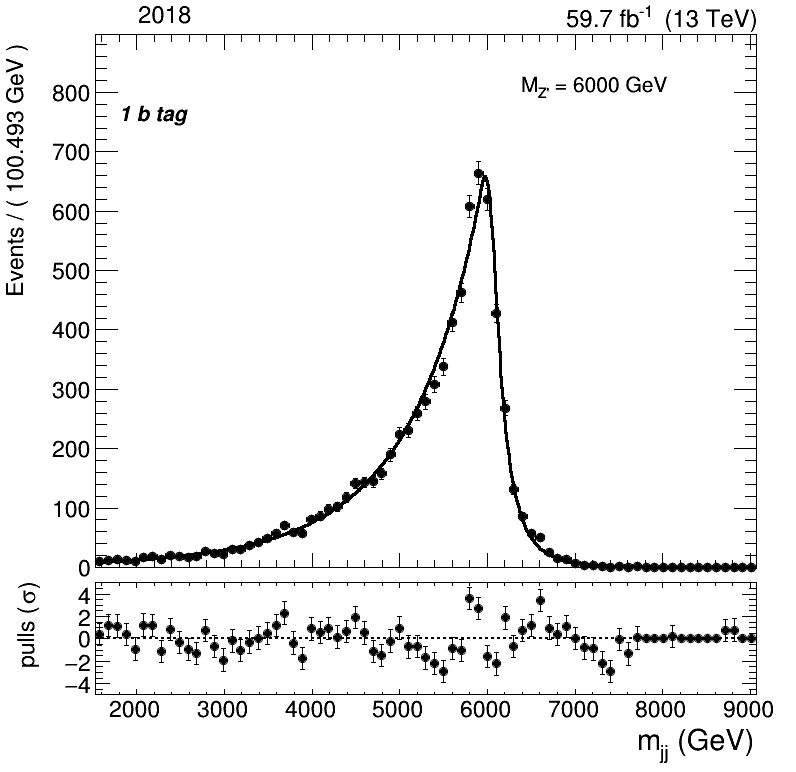 2018
59.7 fb⁻¹ (13 TeV)
Events / ( 100.493 GeV )
800
700
600
500
400
300
200
100
0
1 b tag
M_Z' = 6000 GeV
pulls (σ)
4
2
0
−2
−4
2000 3000 4000 5000 6000 7000 8000 9000
m_jj (GeV)